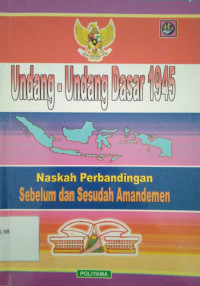 Undang - Undang Dasar 1945
Naskah Perbandingan
Sebelum dan Sesudah Amandemen
POLIYAMA